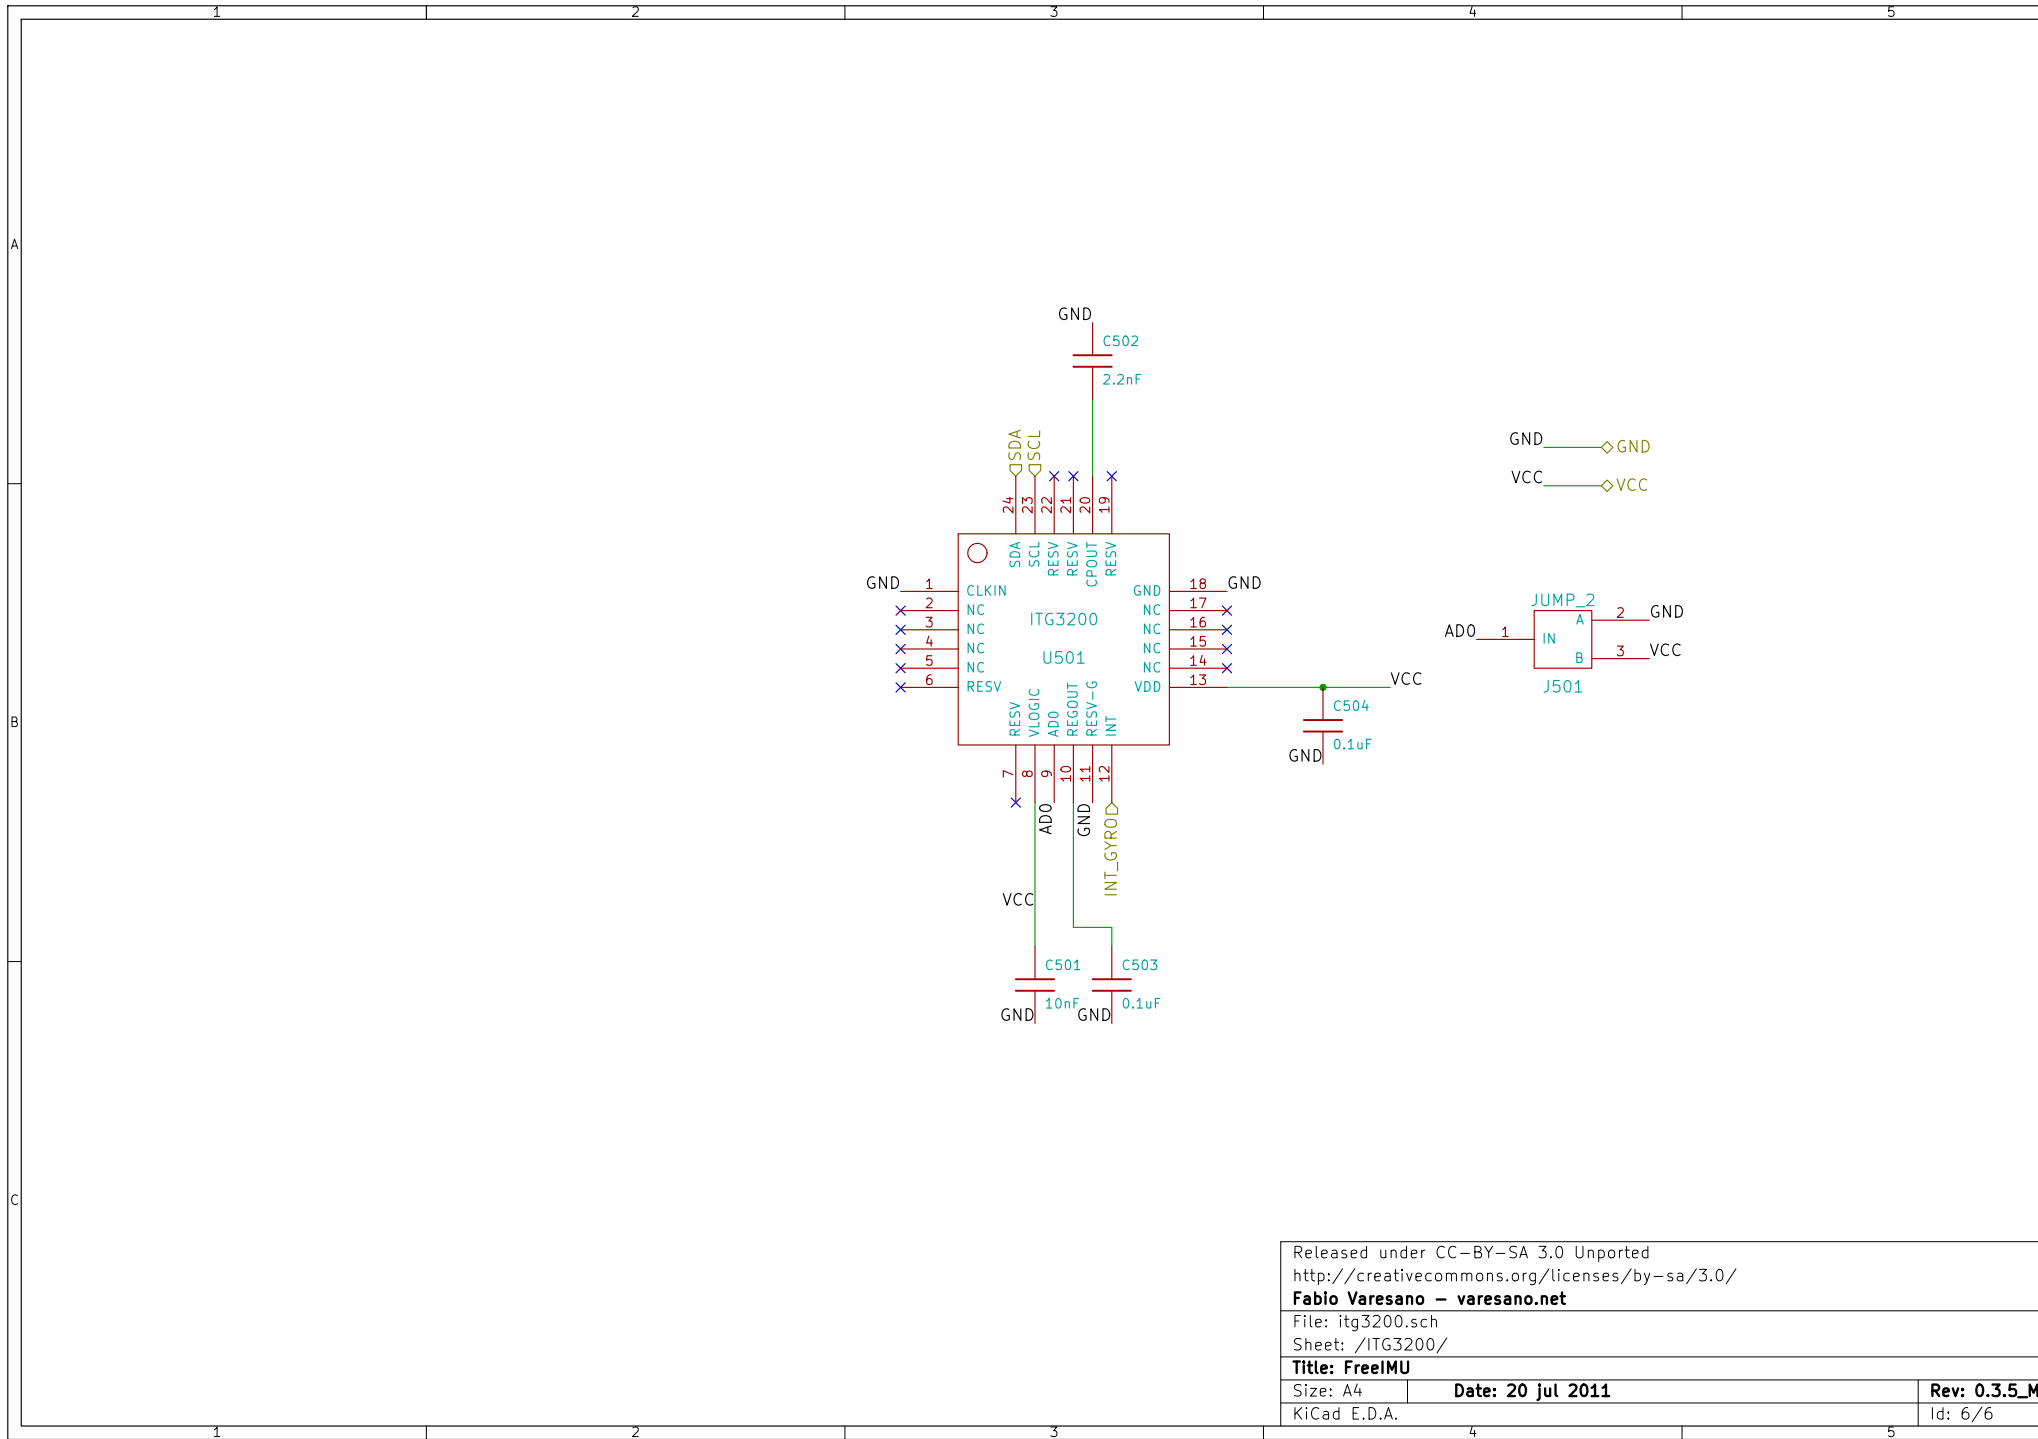 1 2 3 4 5
A
B
C
GND
C502
2.2nF
SDA
SCL
24
23
22
21
20
19
SDA
SCL
RESV
RESV
CPOUT
RESV
GND 1 CLKIN
2 NC
3 NC
4 NC
5 NC
6 RESV
ITG3200
U501
GND 18 GND
NC 17
NC 16
NC 15
NC 14
VDD 13
VCC
RESV
VLOGIC
AD0
REGOUT
RESV-G
INT
7
8
9
10
11
12
AD0
GND
INT_GYRO
VCC
C501
10nF
GND
C503
0.1uF
GND
C504
0.1uF
GND
GND GND
VCC VCC
JUMP_2
AD0 1 IN
A 2 GND
B 3 VCC
J501
Released under CC-BY-SA 3.0 Unported
http://creativecommons.org/licenses/by-sa/3.0/
Fabio Varesano - varesano.net
File: itg3200.sch
Sheet: /ITG3200/
Title: FreeIMU
Size: A4 Date: 20 jul 2011 Rev: 0.3.5_M
KiCad E.D.A. Id: 6/6
1 2 3 4 5